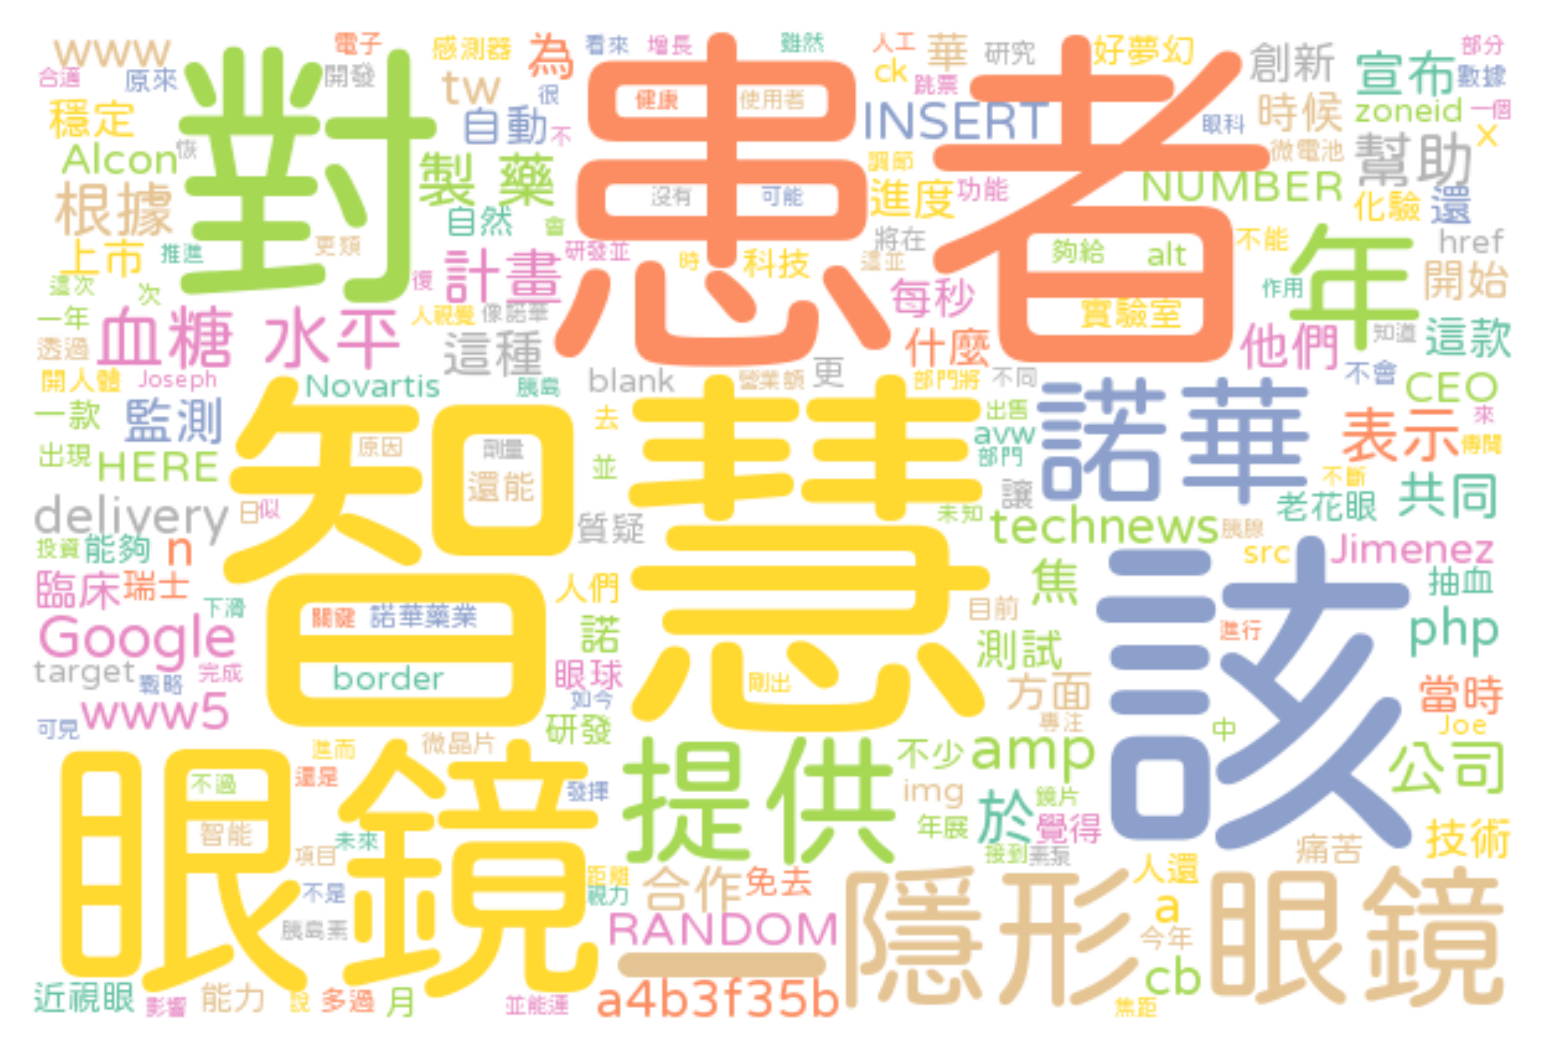 www
電子
感測器
為
看來
增長
雖然
人工
華
研究
好夢幻
創新
宣布
部分
合適
原來
開發
tw
很
健康
使用者
ck
跳票
時候
數據
穩定
對
自動
不
患者
INSERT
眼科
zoneid
一個
X
Alcon
恢
製 藥
調節
微電池
幫助
根據
沒有
可能
進度
功能
NUMBER
化驗
還
自然
會
上市
推進
更類
研發並
時
科技
將在
這並
夠給
alt
不能
年
href
這次
次
復
計畫
每秒
作用
開始
一年
血糖 水平
人視覺
像諾華
實驗室
透過
這種
什麼
他們
知道
這款
開人體
Joseph
Novartis
胰島
blank
營業額
更
部門將
不同
不會
CEO
一款
監測
智慧
去
出售
諾華
表示
來
傳聞
原因
劑量
avw
出現
HERE
還能
並
部門
不斷
讓
老花眼
共同
delivery
日
似
質疑
未知
technews
胰腺
src
Jimenez
投資
能夠
n
該
臨床
瑞士
人們
焦
抽血
下滑
關鍵
諾華藥業
目前
Google
諾
進行
php
target
戰略
完成
border
眼球
剛出
測試
方面
當時
www5
如今
可見
研發
專注
中
Joe
眼鏡
進而
微晶片
提供
不少
amp
公司
不過
還是
發揮
img
鏡片
智能
未來
年展
於
覺得
技術
項目
接到
素泵
痛苦
距離
合作
免去
人還
不是
視力
隱形眼鏡
a
胰島素
RANDOM
今年
一
cb
近視眼
影響
能力
說
多過
月
並能運
a4b3f35b
焦距